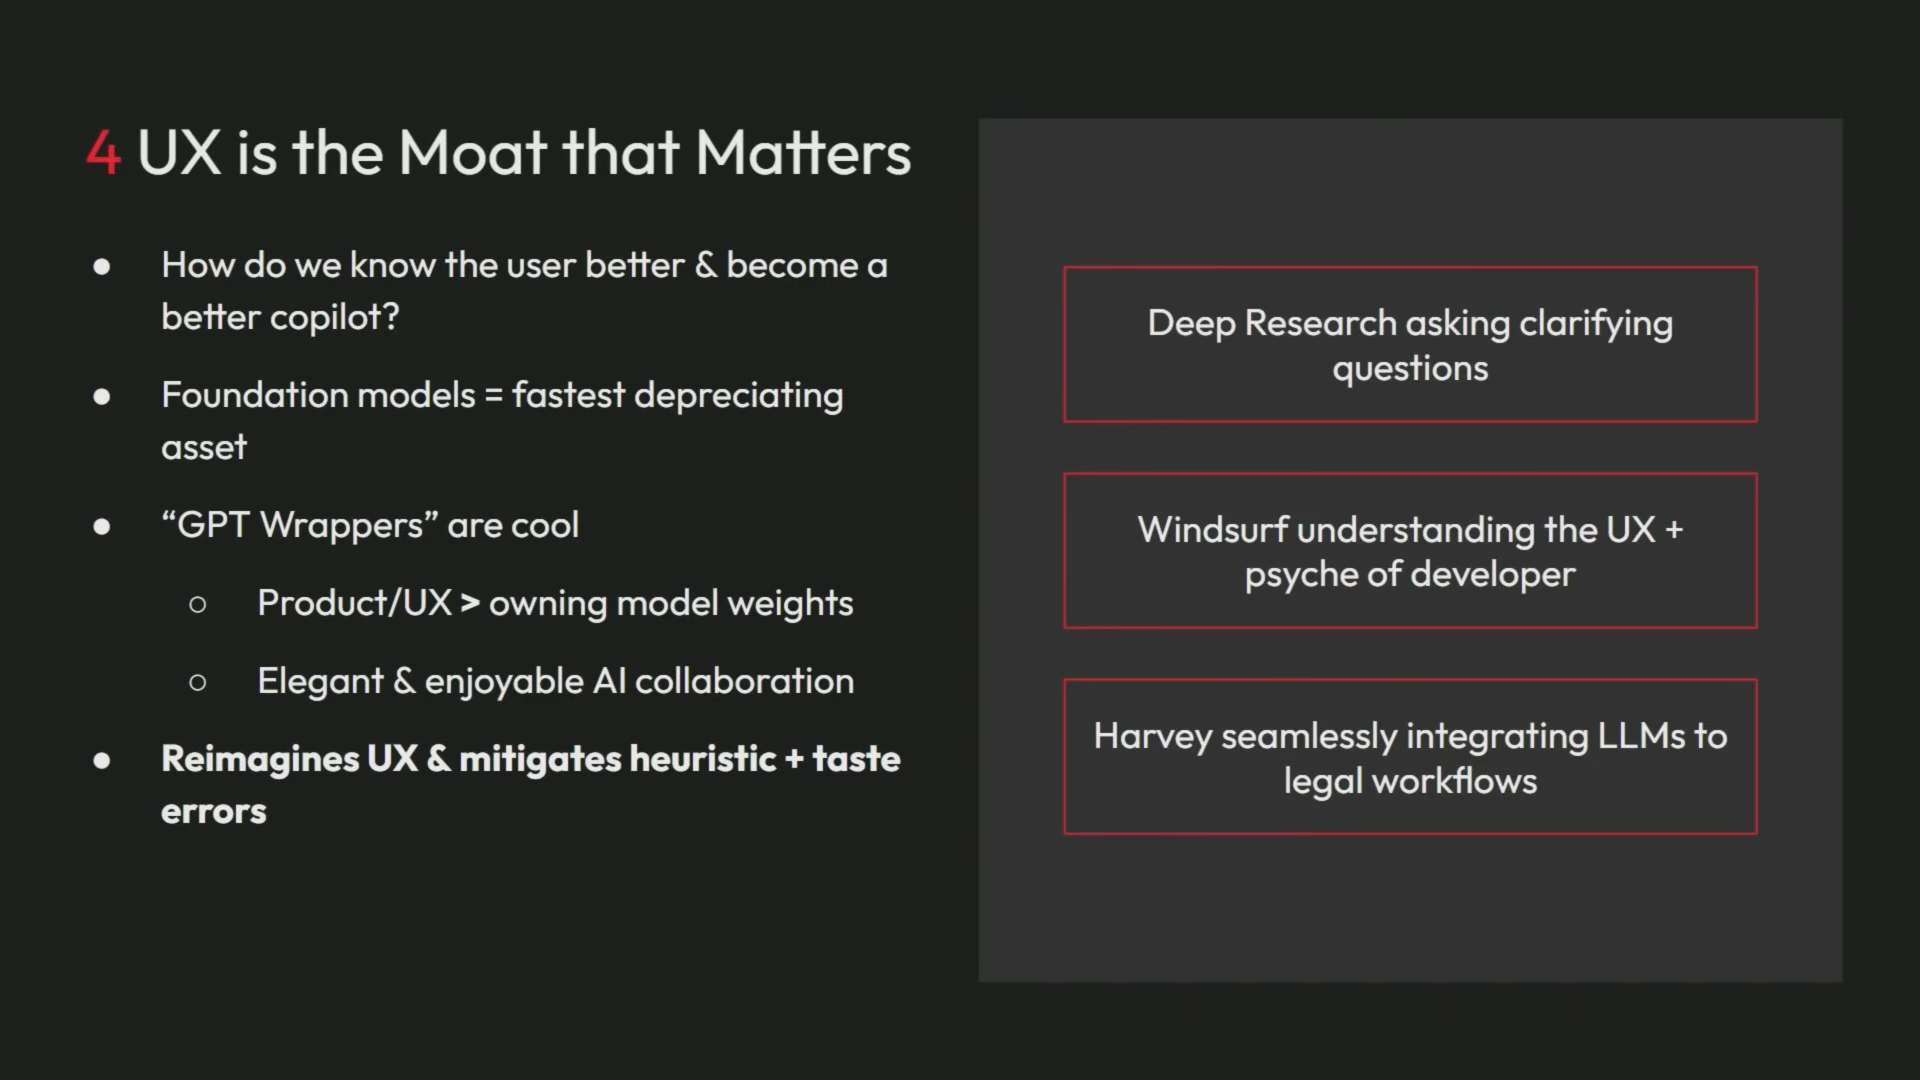 4 UX is the Moat that Matters
● How do we know the user better & become a
better copilot?
● Foundation models = fastest depreciating
asset
● “GPT Wrappers” are cool
○ Product/UX > owning model weights
○ Elegant & enjoyable AI collaboration
● Reimagines UX & mitigates heuristic + taste
errors
Deep Research asking clarifying
questions
Windsurf understanding the UX +
psyche of developer
Harvey seamlessly integrating LLMs to
legal workflows